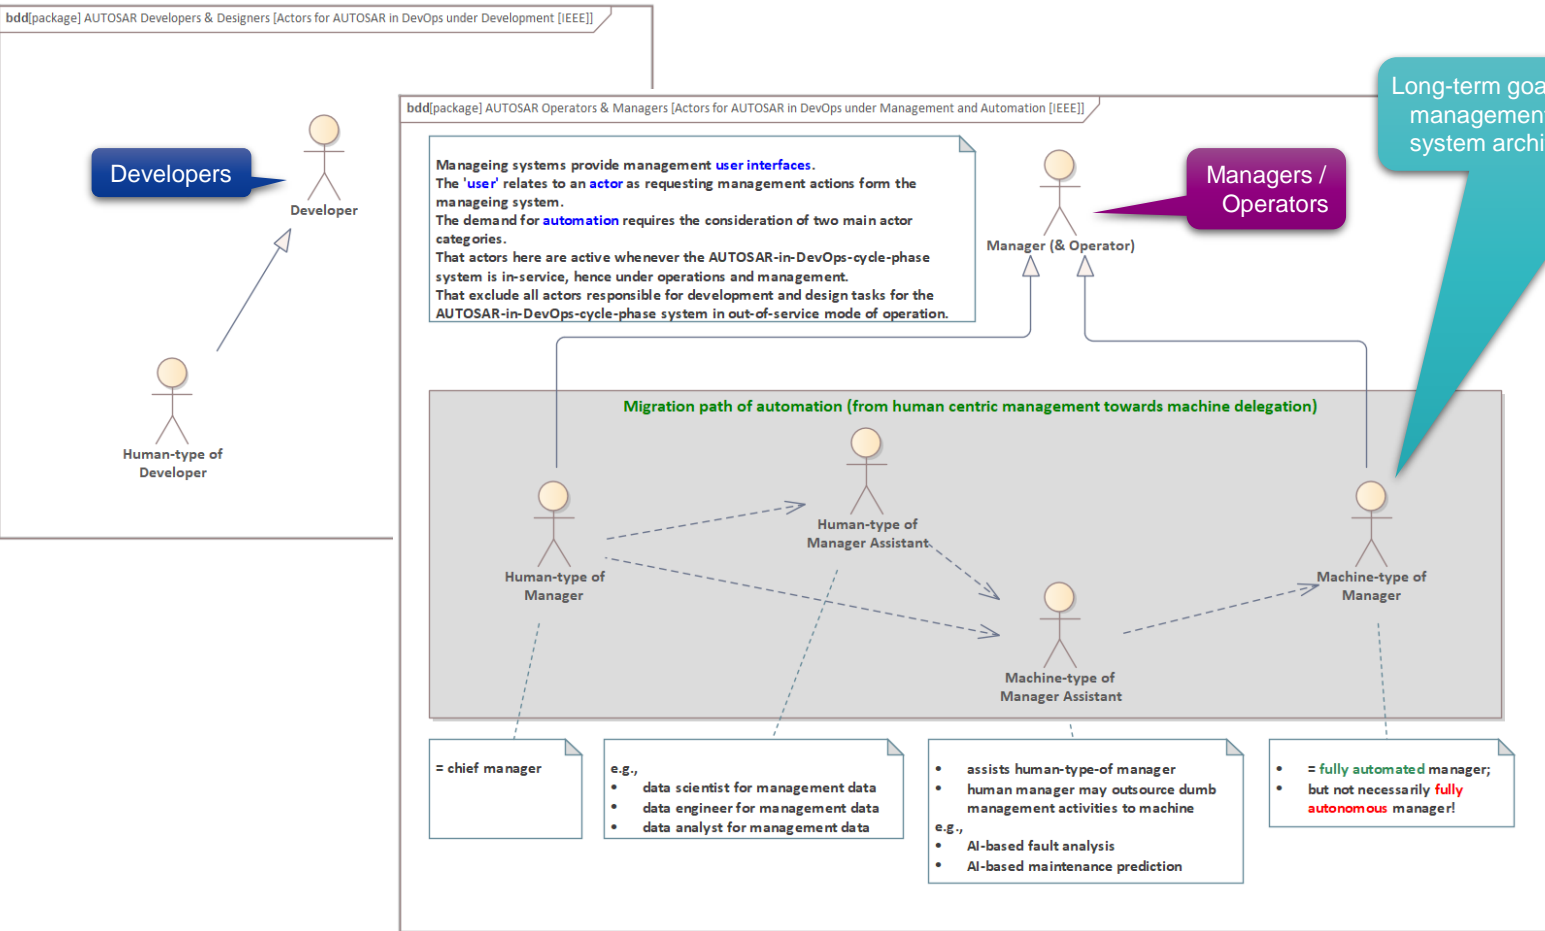 bdd[package] AUTOSAR Developers & Designers [Actors for AUTOSAR in DevOps under Development [IEEE]]
Developers
Developer
Human-type of
Developer
bdd[package] AUTOSAR Operators & Managers [Actors for AUTOSAR in DevOps under Management and Automation [IEEE]]
Manageing systems provide management user interfaces.
The 'user' relates to an actor as requesting management actions form the
manageing system.
The demand for automation requires the consideration of two main actor
categories.
That actors here are active whenever the AUTOSAR-in-DevOps-cycle-phase
system is in-service, hence under operations and management.
That exclude all actors responsible for development and design tasks for the
AUTOSAR-in-DevOps-cycle-phase system in out-of-service mode of operation.
Manager (& Operator)
Managers /
Operators
Long-term goa
management
system archi
Migration path of automation (from human centric management towards machine delegation)
Human-type of
Manager Assistant
Human-type of
Manager
Machine-type of
Manager
Machine-type of
Manager Assistant
= chief manager
e.g.,
• data scientist for management data
• data engineer for management data
• data analyst for management data
• assists human-type-of manager
• human manager may outsource dumb
management activities to machine
e.g.,
• AI-based fault analysis
• AI-based maintenance prediction
• = fully automated manager;
• but not necessarily fully
autonomous manager!